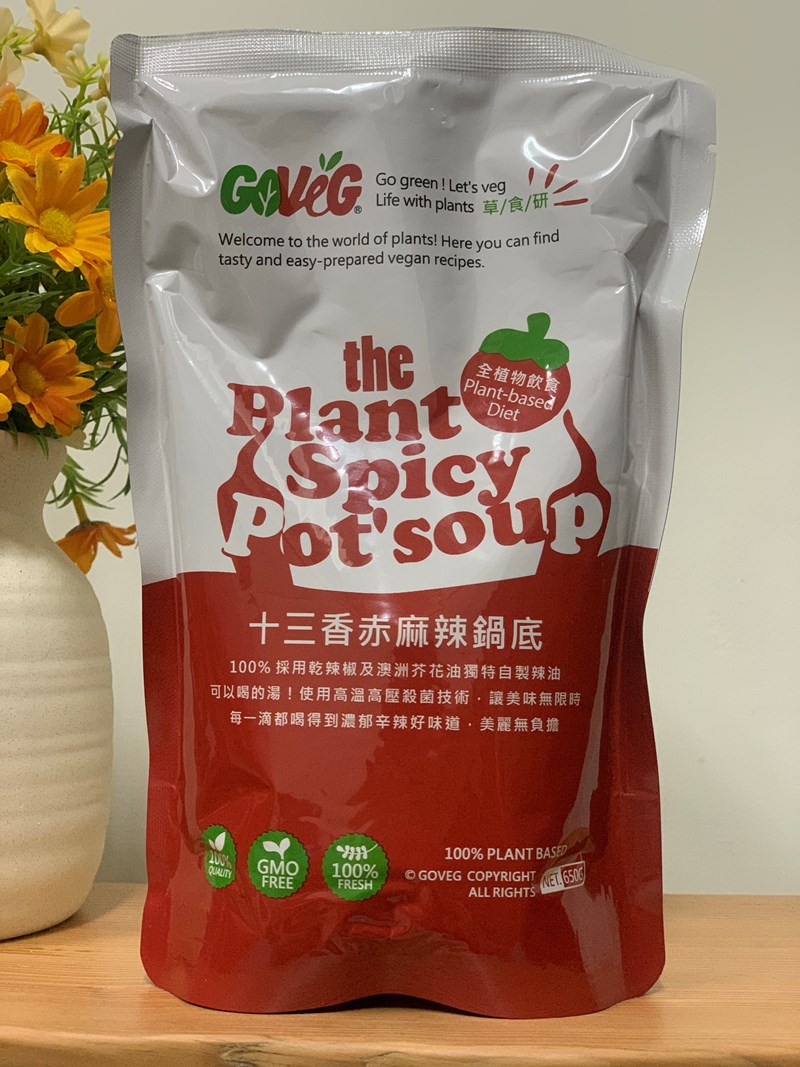 GOVEG®
Go green ! Let's veg
Life with plants 草/食/研
Welcome to the world of plants! Here you can find
tasty and easy-prepared vegan recipes.
the
Plant
Spicy
Pot'soup
全植物飲食
Plant-based
Diet
十三香赤麻辣鍋底
100% 採用乾辣椒及澳洲芥花油獨特自製辣油
可以喝的湯！使用高溫高壓殺菌技術．讓美味無限時
每一滴都喝得到濃郁辛辣好味道．美麗無負擔
100%
QUALITY
GMO
FREE
100%
FRESH
100% PLANT BASED
© GOVEG COPYRIGHT
ALL RIGHTS
NET. 650G